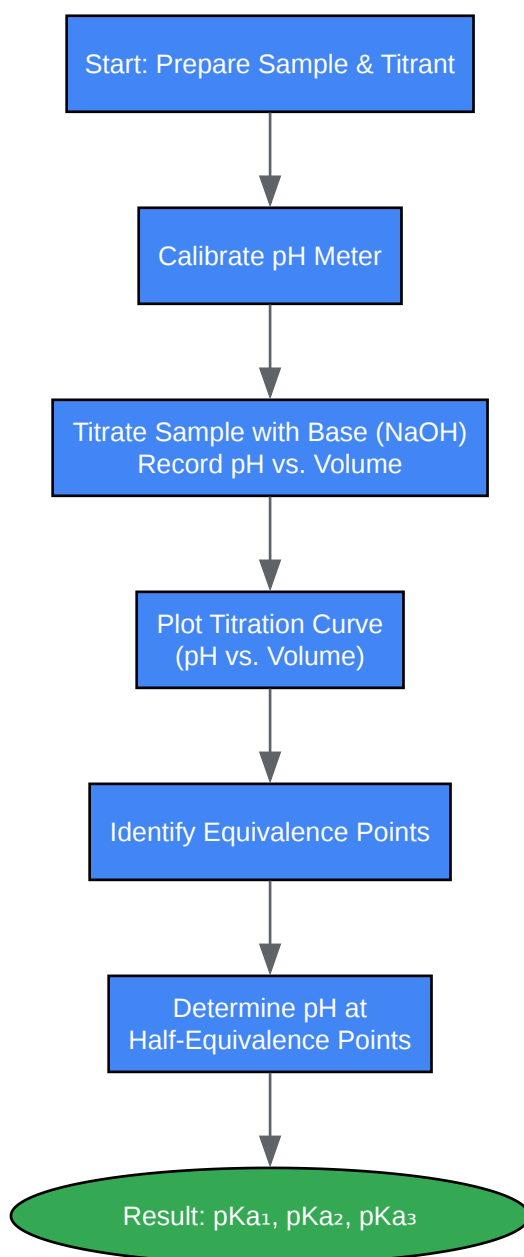 Start: Prepare Sample & Titrant
Calibrate pH Meter
Titrate Sample with Base (NaOH)
Record pH vs. Volume
Plot Titration Curve
(pH vs. Volume)
Identify Equivalence Points
Determine pH at
Half-Equivalence Points
Result: pKa₁, pKa₂, pKa₃